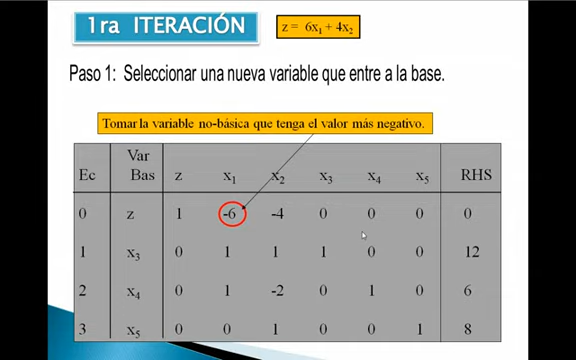 1ra ITERACIÓN
z = 6x₁ + 4x₂
Paso 1: Seleccionar una nueva variable que entre a la base.
Tomar la variable no-básica que tenga el valor más negativo.
Ec Var Bas z x₁ x₂ x₃ x₄ x₅ RHS
0 z 1 -6 -4 0 0 0 0
1 x₃ 0 1 1 1 0 0 12
2 x₄ 0 1 -2 0 1 0 6
3 x₅ 0 0 1 0 0 1 8